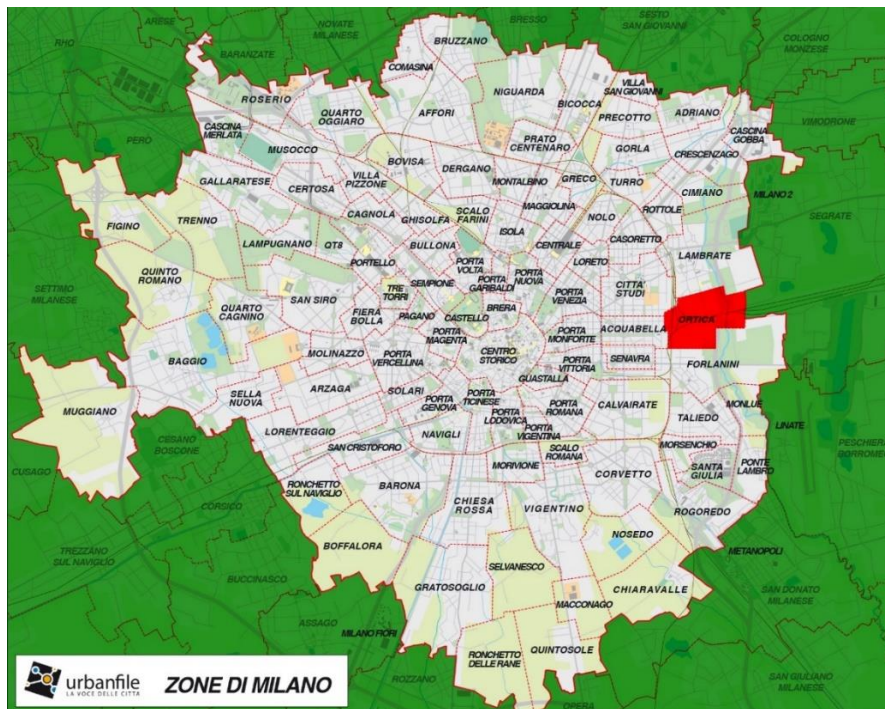 ARESE
NOVATE
MILANESE
BRESSO
SESTO
SAN GIOVANNI
RHO
BARANZATE
COLOGNO
MONZESE
BRUZZANO
COMASINA
NIGUARDA
VILLA
SAN GIOVANNI
BICOCCA
ROSERIO
QUARTO
OGGIARO
AFFORI
PRECOTTO
ADRIANO
VIMODRONE
CASCINA
MERLATA
PERO
MUSOCCO
PRATO
CENTENARO
GORLA
CASCINA
GOBBA
CRESCENZAGO
BOVISA
DERGANO
GALLARATESE
CERTOSA
VILLA
PIZZONE
MONTALBINO
GRECO
TURRO
CIMIANO
MILANO 2
FIGINO
TRENNO
CAGNOLA
GHISOLFA
SCALO
FARINI
MAGGIOLINA
NOLO
ROTTOLE
SEGRATE
LAMPUGNANO
QT8
BULLONA
ISOLA
CENTRALE
CASORETTO
LAMBRATE
PORTELLO
PORTA
VOLTA
PORTA
NUOVA
LORETO
QUINTO
ROMANO
SETTIMO
MILANESE
SAN SIRO
TRE
TORRI
SEMPIONE
PORTA
GARIBALDI
PORTA
VENEZIA
CITTA'
STUDI
QUARTO
CAGNINO
FIERA
BOLLA
PAGANO
CASTELLO
BRERA
ORTICA
BAGGIO
MOLINAZZO
PORTA
MAGENTA
PORTA
MONFORTE
ACQUABELLA
PORTA
VERCELLINA
CENTRO
STORICO
PORTA
VITTORIA
SENAVRA
FORLANINI
SELLA
NUOVA
ARZAGA
SOLARI
GUASTALLA
MUGGIANO
PORTA
GENOVA
PORTA
TICINESE
PORTA
LODOVICA
PORTA
ROMANA
CALVAIRATE
TALIEDO
MONLUE
LINATE
LORENTEGGIO
NAVIGLI
PORTA
VIGENTINA
CESANO
BOSCONE
SAN CRISTOFORO
SCALO
ROMANA
MORSENCHIO
PESCHIERA
BORROMEO
CUSAGO
MORIVIONE
CORVETTO
SANTA
GIULIA
PONTE
LAMBRO
RONCHETTO
SUL NAVIGLIO
BARONA
CHIESA
ROSSA
VIGENTINO
ROGOREDO
CORSICO
NOSEDO
TREZZANO
SUL NAVIGLIO
BOFFALORA
METANOPOLI
BUCCINASCO
GRATOSOGLIO
SELVANESCO
CHIARAVALLE
SAN DONATO
MILANESE
MACCONAGO
ASSAGO
MILANO FIORI
RONCHETTO
DELLE RANE
QUINTOSOLE
ROZZANO
SAN GIULIANO
MILANESE
OPERA
urbanfile
LA VOCE DELLE CITTÀ
ZONE DI MILANO